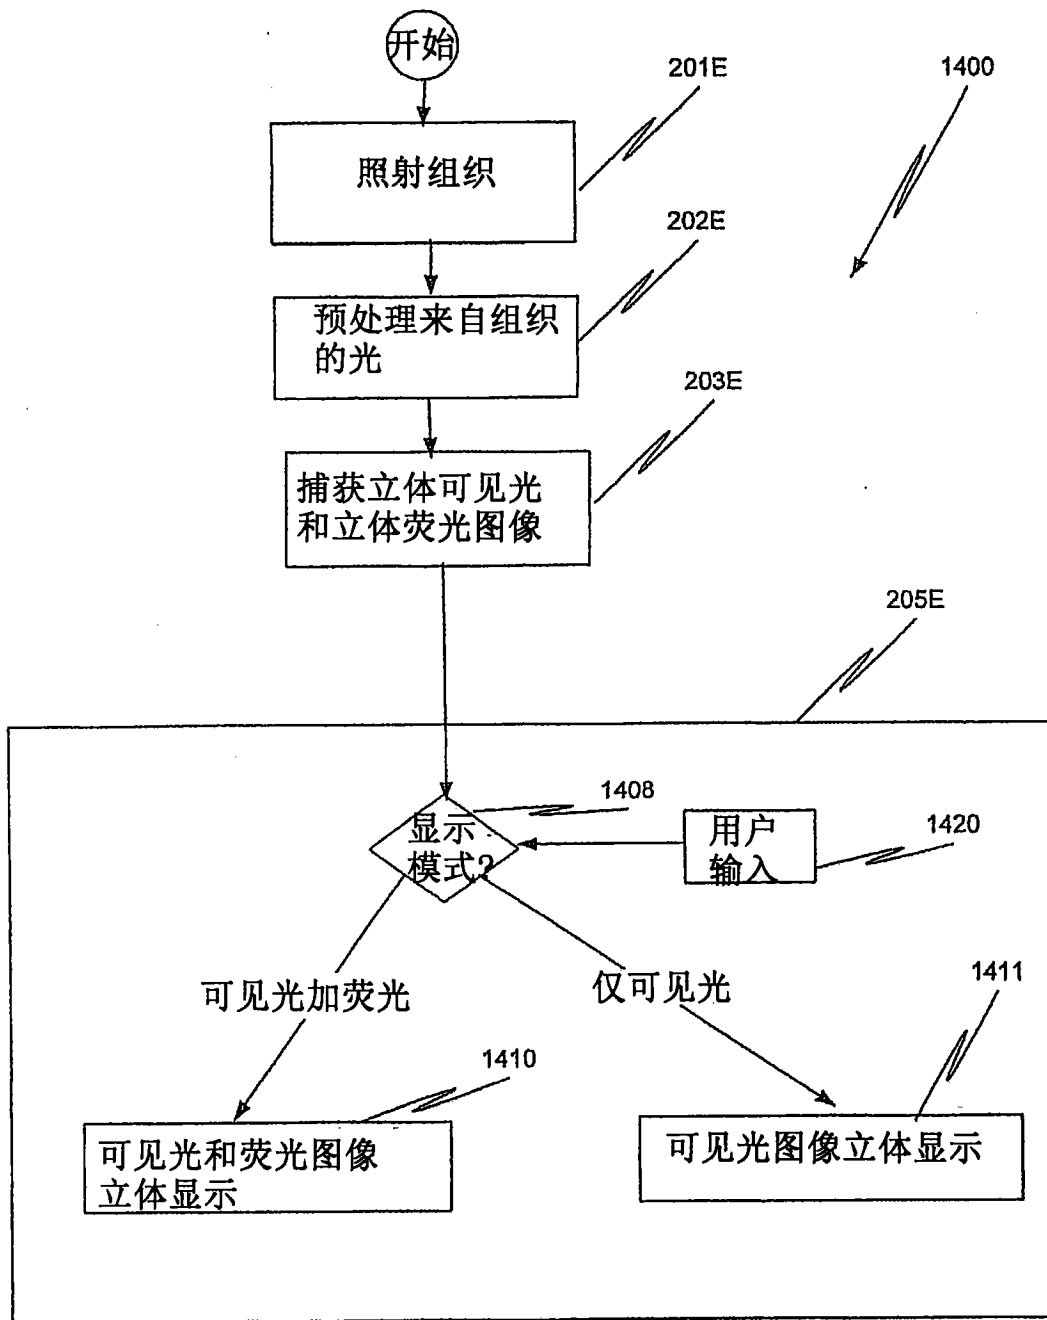 开始
201E
1400
照射组织
202E
预处理来自组织
的光
203E
捕获立体可见光
和立体荧光图像
205E
1408
显示
模式?
用户
输入
1420
可见光加荧光
仅可见光
1411
1410
可见光和荧光图像
立体显示
可见光图像立体显示